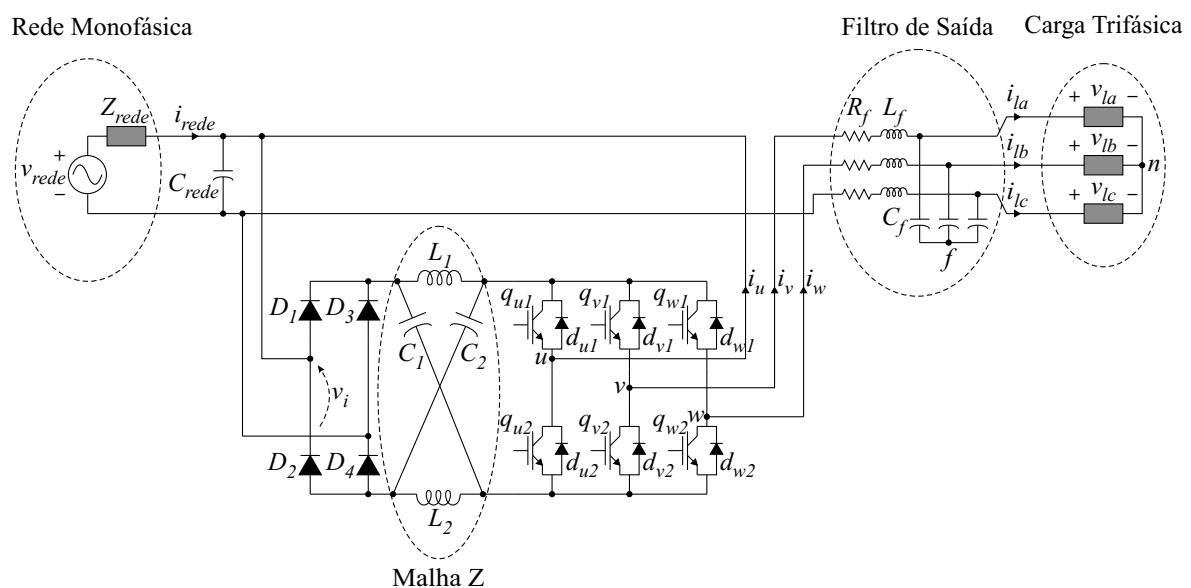 Rede Monofásica
Filtro de Saída
Carga Trifásica
Z_rede
i_rede
+
v_rede
−
C_rede
R_f
L_f
C_f
f
i_la
i_lb
i_lc
+ v_la −
+ v_lb −
+ v_lc −
n
L_1
D_1
D_3
C_1
C_2
v_i
D_2
D_4
L_2
q_u1
q_v1
q_w1
d_u1
d_v1
d_w1
u
v
w
q_u2
q_v2
q_w2
d_u2
d_v2
d_w2
i_u
i_v
i_w
Malha Z